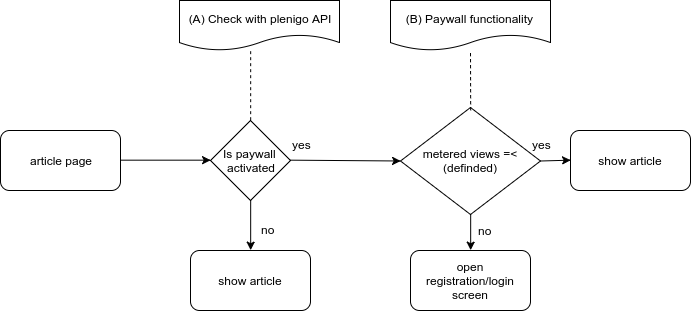 (A) Check with plenigo API
(B) Paywall functionality
article page
Is paywall
activated
yes
metered views =<
(definded)
yes
show article
no
no
show article
open
registration/login
screen